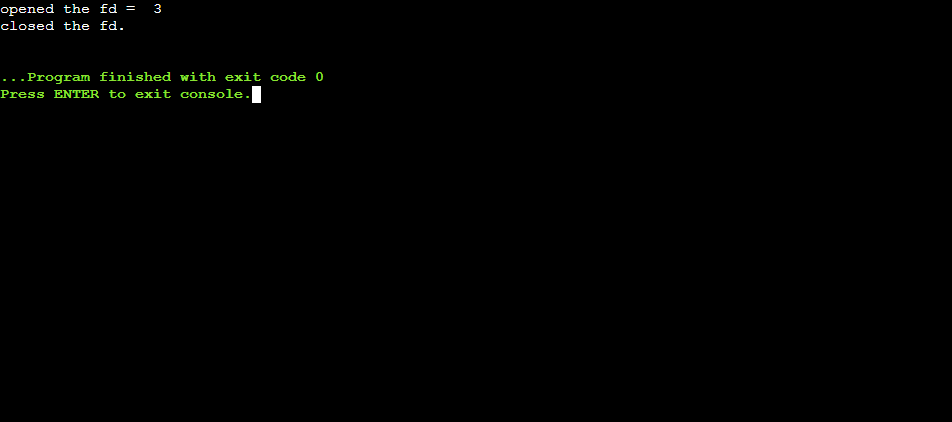 opened the fd =  3
closed the fd.
...Program finished with exit code 0
Press ENTER to exit console.